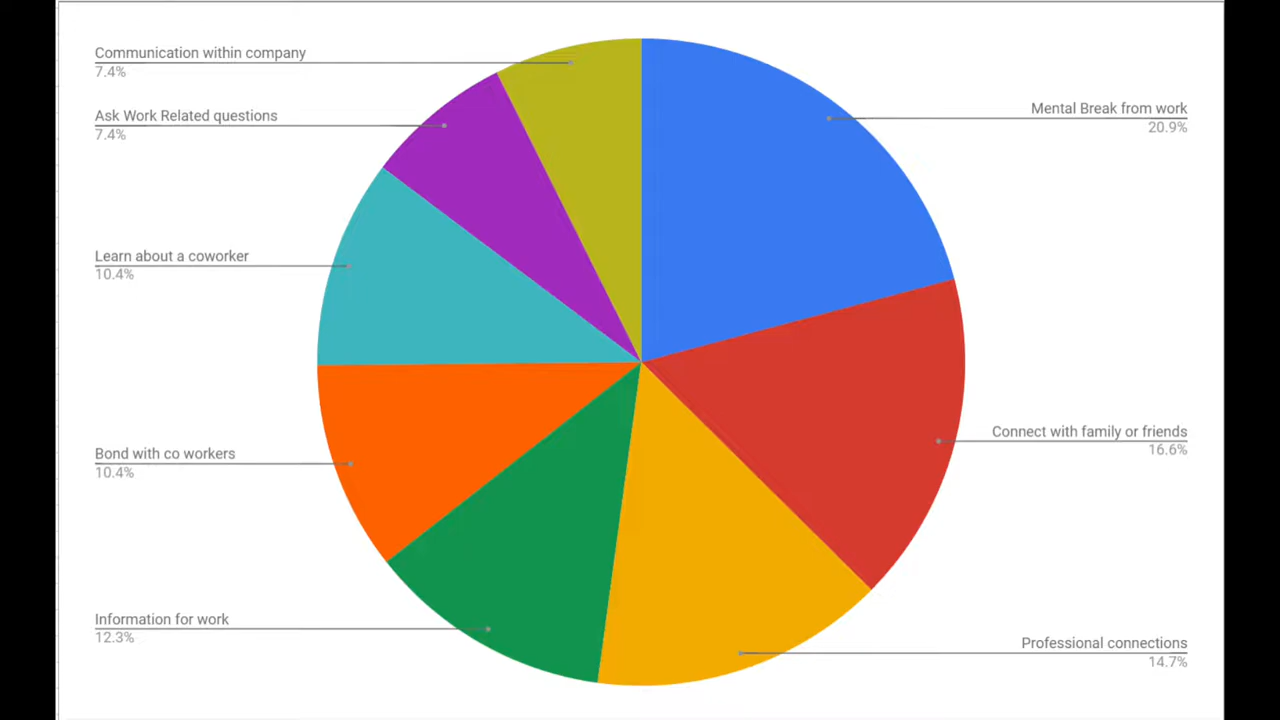 Communication within company
7.4%
Ask Work Related questions
7.4%
Learn about a coworker
10.4%
Bond with co workers
10.4%
Information for work
12.3%
Mental Break from work
20.9%
Connect with family or friends
16.6%
Professional connections
14.7%